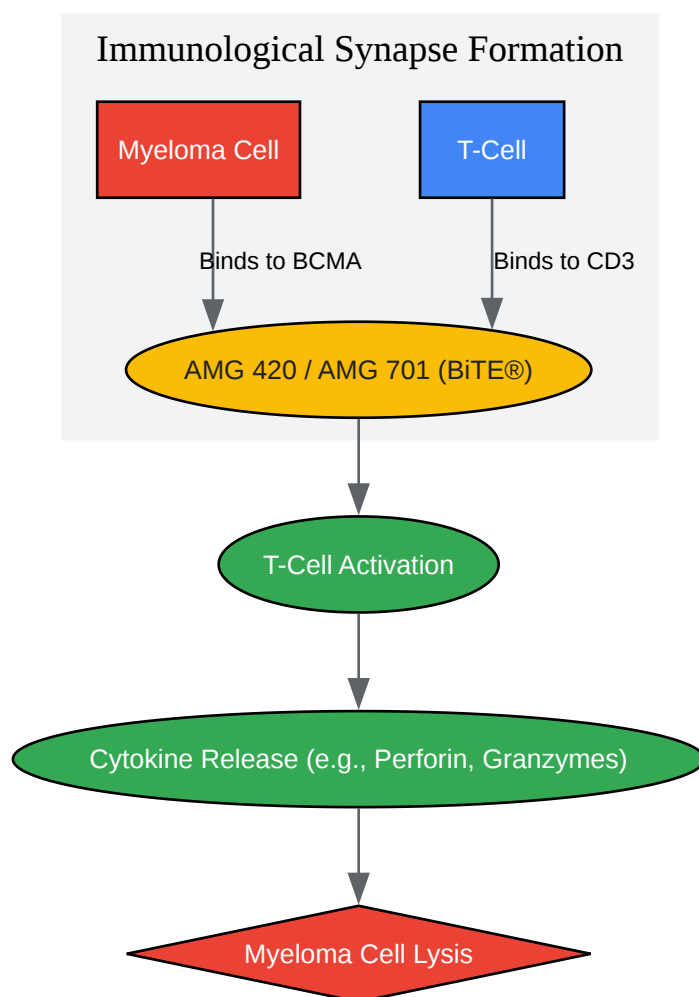 Immunological Synapse Formation
Myeloma Cell
T-Cell
Binds to BCMA
Binds to CD3
AMG 420 / AMG 701 (BiTE®)
T-Cell Activation
Cytokine Release (e.g., Perforin, Granzymes)
Myeloma Cell Lysis